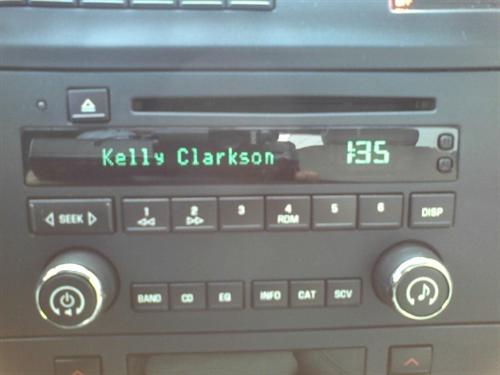 Kelly Clarkson 1:35
SEEK 1 2 3 4 5 6 DISP
RDM
BAND CD EQ INFO CAT SCV